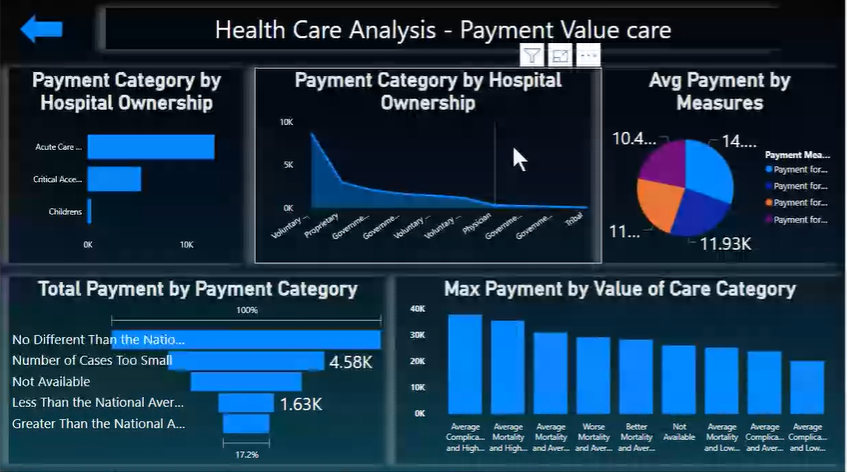 Health Care Analysis - Payment Value care
Payment Category by
Hospital Ownership
Acute Care ...
Critical Acce...
Childrens
0K
10K
Payment Category by Hospital
Ownership
10K
5K
0K
Voluntary ...
Proprietary
Governme...
Governme...
Voluntary ...
Voluntary ...
Physician
Governme...
Governme...
Tribal
Avg Payment by
Measures
10.4...
14....
11...
11.93K
Payment Mea...
Payment for...
Payment for...
Payment for...
Payment for...
Total Payment by Payment Category
100%
No Different Than the Natio...
Number of Cases Too Small
4.58K
Not Available
Less Than the National Aver...
1.63K
Greater Than the National A...
17.2%
Max Payment by Value of Care Category
40K
30K
20K
10K
0K
Average
Complica...
and High...
Average
Mortality
and High...
Average
Mortality
and Aver...
Worse
Mortality
and Aver...
Better
Mortality
and Aver...
Not
Available
Average
Mortality
and Low...
Average
Complica...
and Aver...
Average
Complica...
and Low...